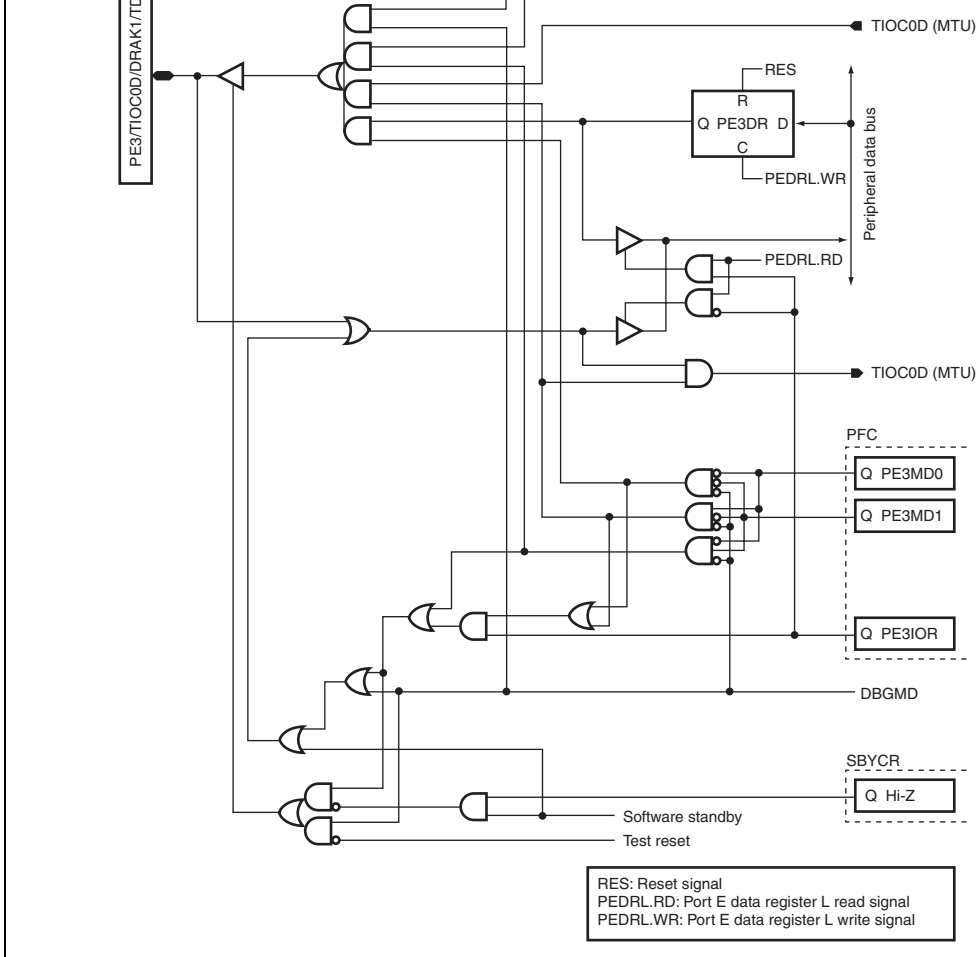 PE3/TIOC0D/DRAK1/TD
TIOC0D (MTU)
RES
R
Q PE3DR D
C
PEDRL.WR
Peripheral data bus
PEDRL.RD
TIOC0D (MTU)
PFC
Q PE3MD0
Q PE3MD1
Q PE3IOR
DBGMD
SBYCR
Q Hi-Z
Software standby
Test reset
RES: Reset signal
PEDRL.RD: Port E data register L read signal
PEDRL.WR: Port E data register L write signal